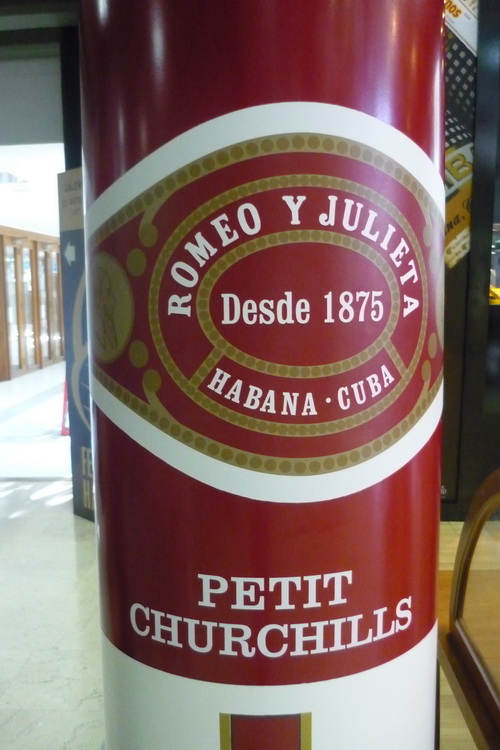 ROMEO Y JULIETA
Desde 1875
HABANA · CUBA
PETIT
CHURCHILLS